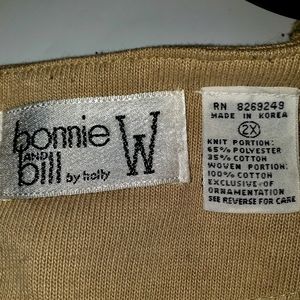 bonnie
AND
bill
by holly
W
RN 8269249
MADE IN KOREA
2X
KNIT PORTION:
65% POLYESTER
35% COTTON
WOVEN PORTION:
100% COTTON
EXCLUSIVE OF
ORNAMENTATION
SEE REVERSE FOR CARE